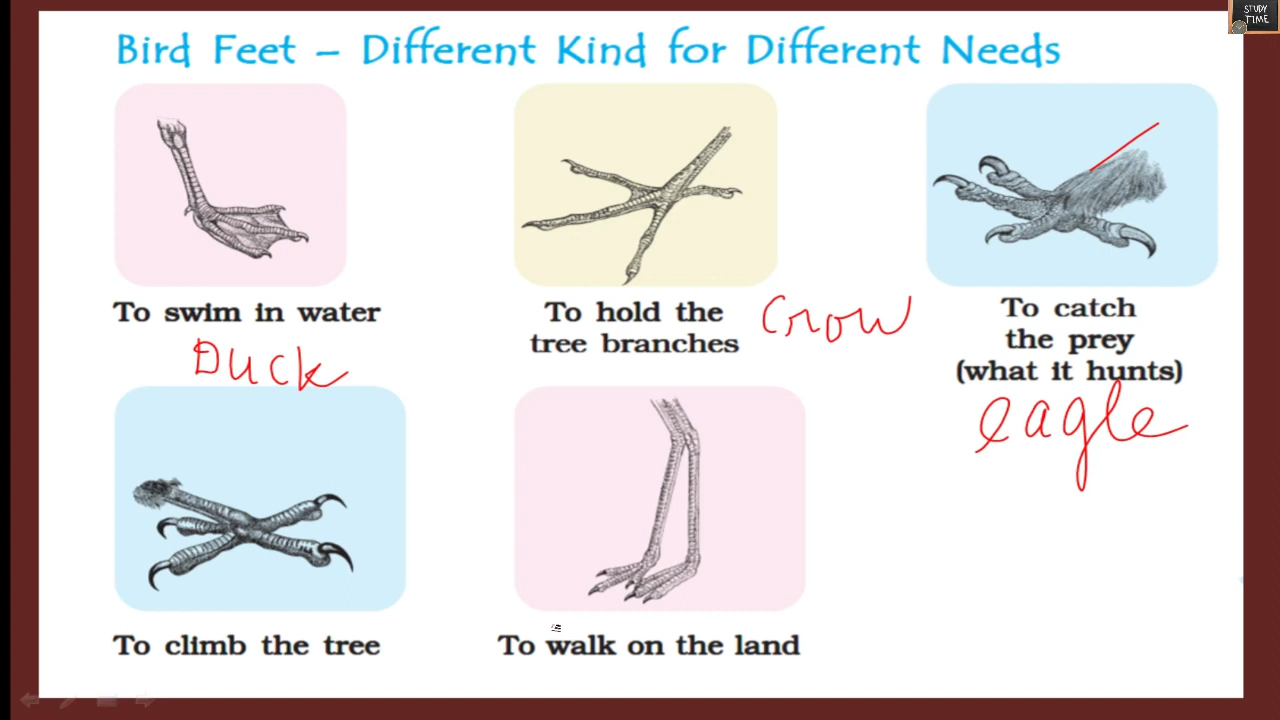 STUDY
TIME
Bird Feet – Different Kind for Different Needs
To swim in water
Duck
To hold the
tree branches
Crow
To catch
the prey
(what it hunts)
eagle
To climb the tree
To walk on the land